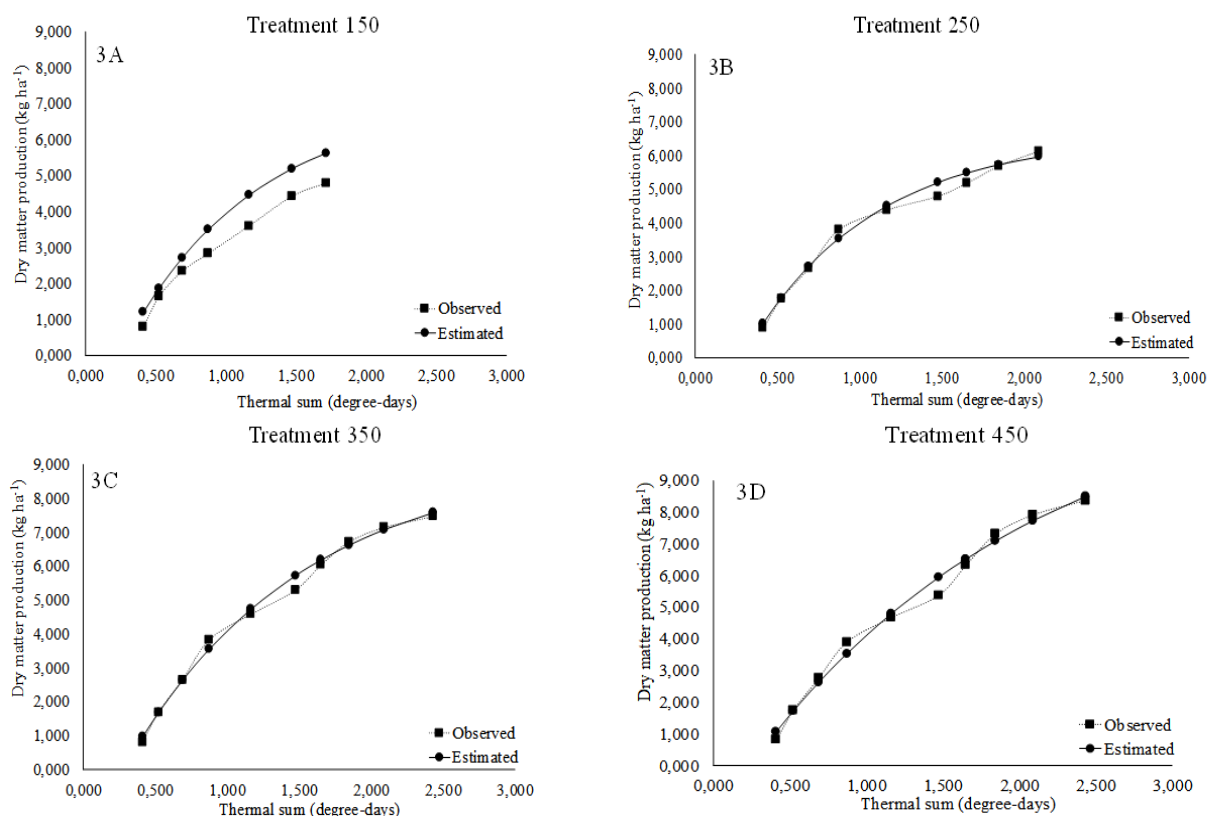 Treatment 150
3A
Dry matter production (kg ha⁻¹)
9,000
8,000
7,000
6,000
5,000
4,000
3,000
2,000
1,000
0,000
Observed
Estimated
0,000 0,500 1,000 1,500 2,000 2,500 3,000
Thermal sum (degree-days)
Treatment 250
3B
Dry matter production (kg ha⁻¹)
9,000
8,000
7,000
6,000
5,000
4,000
3,000
2,000
1,000
0,000
Observed
Estimated
0,000 0,500 1,000 1,500 2,000 2,500 3,000
Thermal sum (degree-days)
Treatment 350
3C
Dry matter production (kg ha⁻¹)
9,000
8,000
7,000
6,000
5,000
4,000
3,000
2,000
1,000
0,000
Observed
Estimated
0,000 0,500 1,000 1,500 2,000 2,500 3,000
Thermal sum (degree-days)
Treatment 450
3D
Dry matter production (kg ha⁻¹)
9,000
8,000
7,000
6,000
5,000
4,000
3,000
2,000
1,000
0,000
Observed
Estimated
0,000 0,500 1,000 1,500 2,000 2,500 3,000
Thermal sum (degree-days)